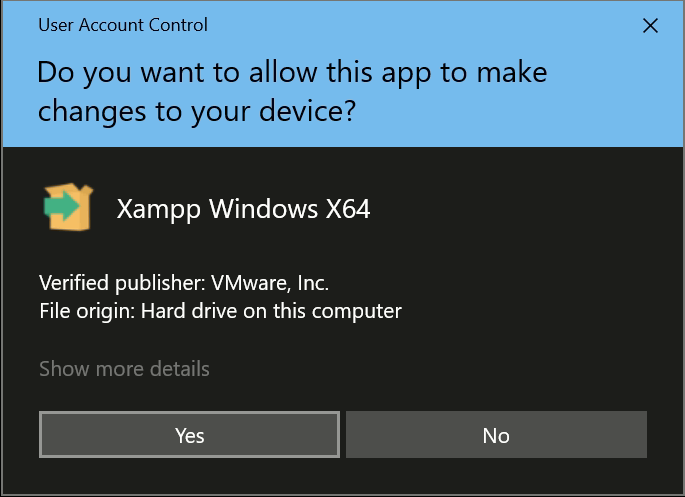 User Account Control
Do you want to allow this app to make
changes to your device?
Xampp Windows X64
Verified publisher: VMware, Inc.
File origin: Hard drive on this computer
Show more details
Yes
No